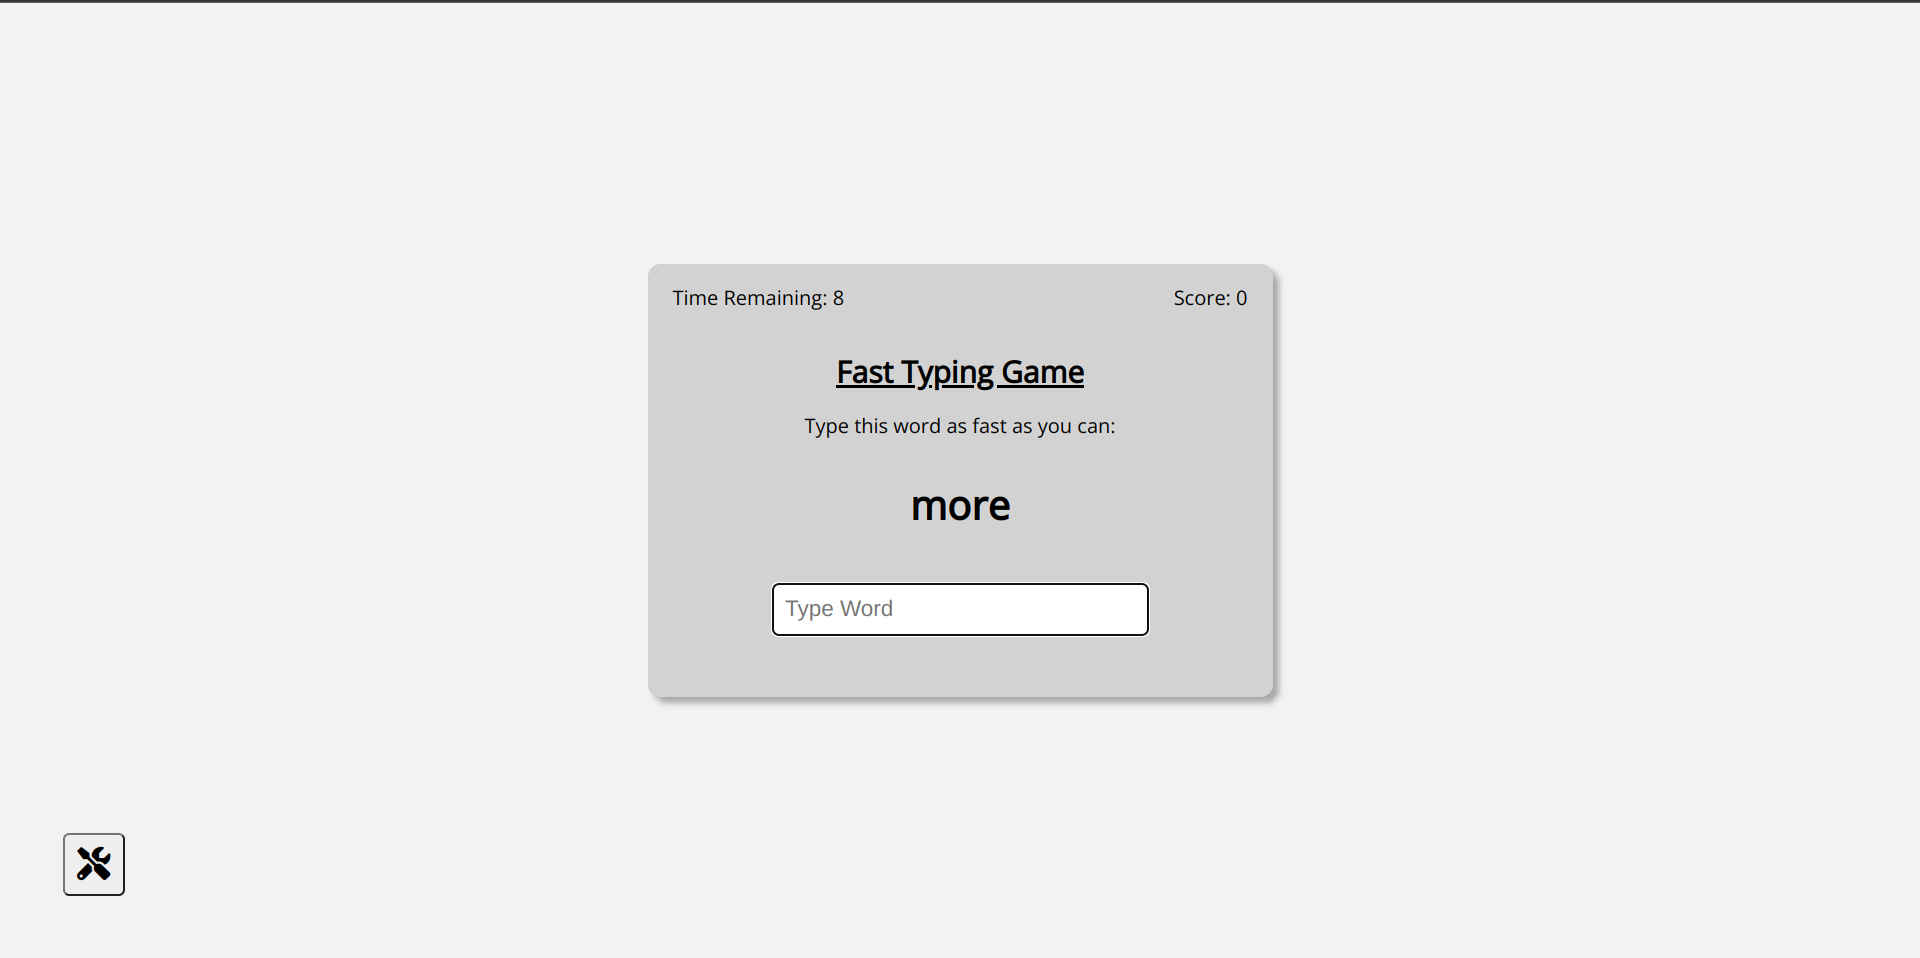 Time Remaining: 8
Score: 0
Fast Typing Game
Type this word as fast as you can:
more
Type Word